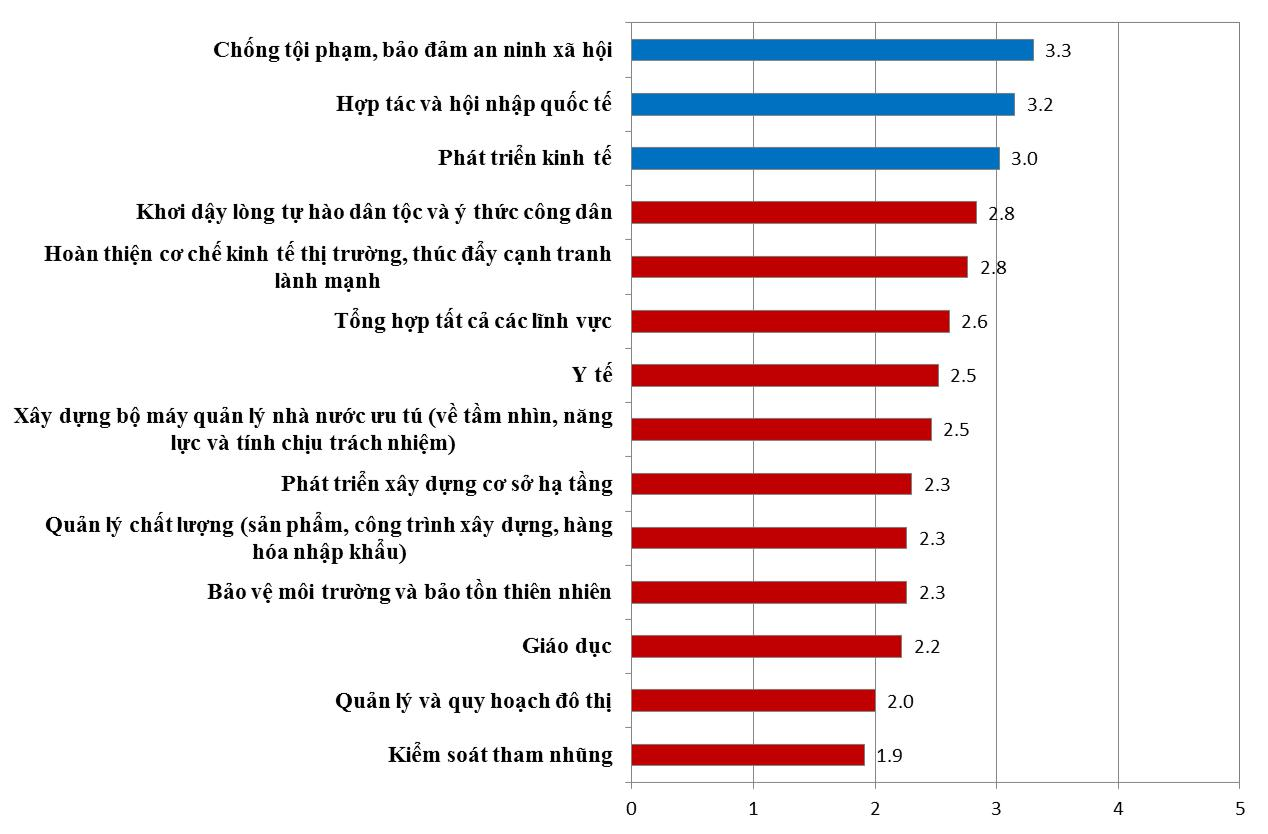 Chống tội phạm, bảo đảm an ninh xã hội 3.3
Hợp tác và hội nhập quốc tế 3.2
Phát triển kinh tế 3.0
Khơi dậy lòng tự hào dân tộc và ý thức công dân 2.8
Hoàn thiện cơ chế kinh tế thị trường, thúc đẩy cạnh tranh
lành mạnh 2.8
Tổng hợp tất cả các lĩnh vực 2.6
Y tế 2.5
Xây dựng bộ máy quản lý nhà nước ưu tú (về tầm nhìn, năng
lực và tính chịu trách nhiệm) 2.5
Phát triển xây dựng cơ sở hạ tầng 2.3
Quản lý chất lượng (sản phẩm, công trình xây dựng, hàng
hóa nhập khẩu) 2.3
Bảo vệ môi trường và bảo tồn thiên nhiên 2.3
Giáo dục 2.2
Quản lý và quy hoạch đô thị 2.0
Kiểm soát tham nhũng 1.9
0 1 2 3 4 5